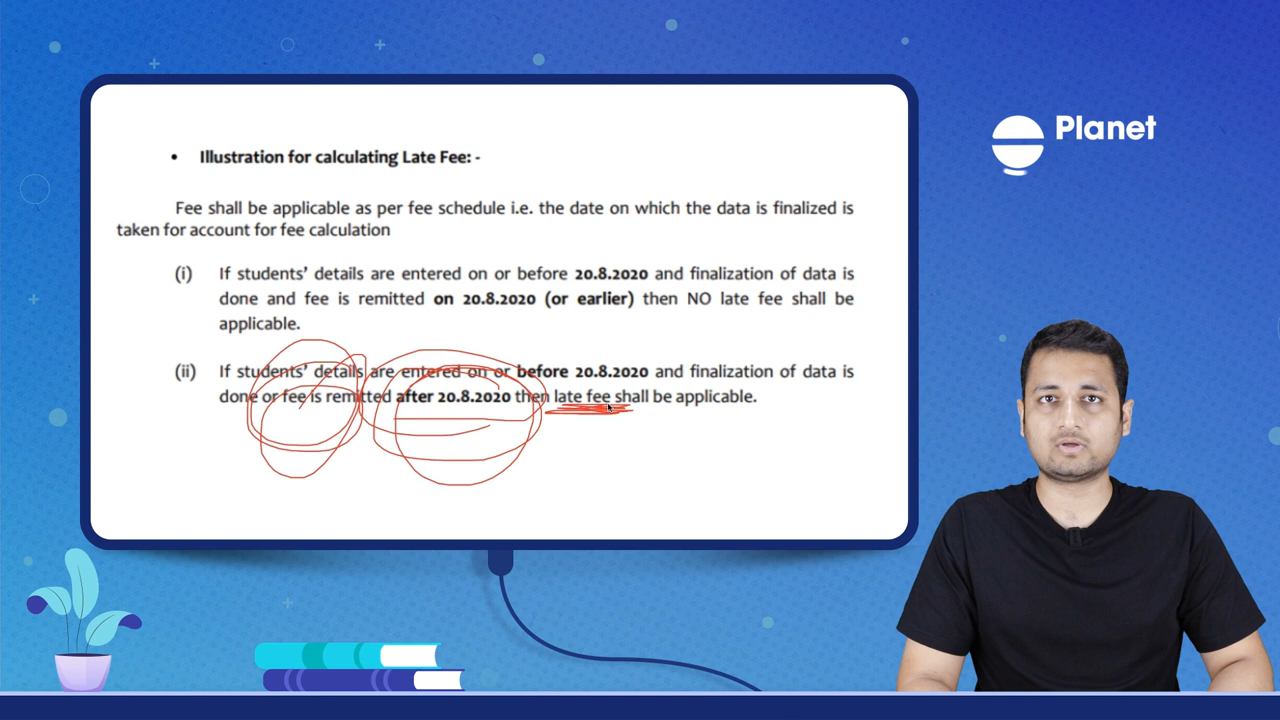 Planet
• Illustration for calculating Late Fee: -
Fee shall be applicable as per fee schedule i.e. the date on which the data is finalized is
taken for account for fee calculation
(i) If students’ details are entered on or before 20.8.2020 and finalization of data is
done and fee is remitted on 20.8.2020 (or earlier) then NO late fee shall be
applicable.
(ii) If students’ details are entered on or before 20.8.2020 and finalization of data is
done or fee is remitted after 20.8.2020 then late fee shall be applicable.